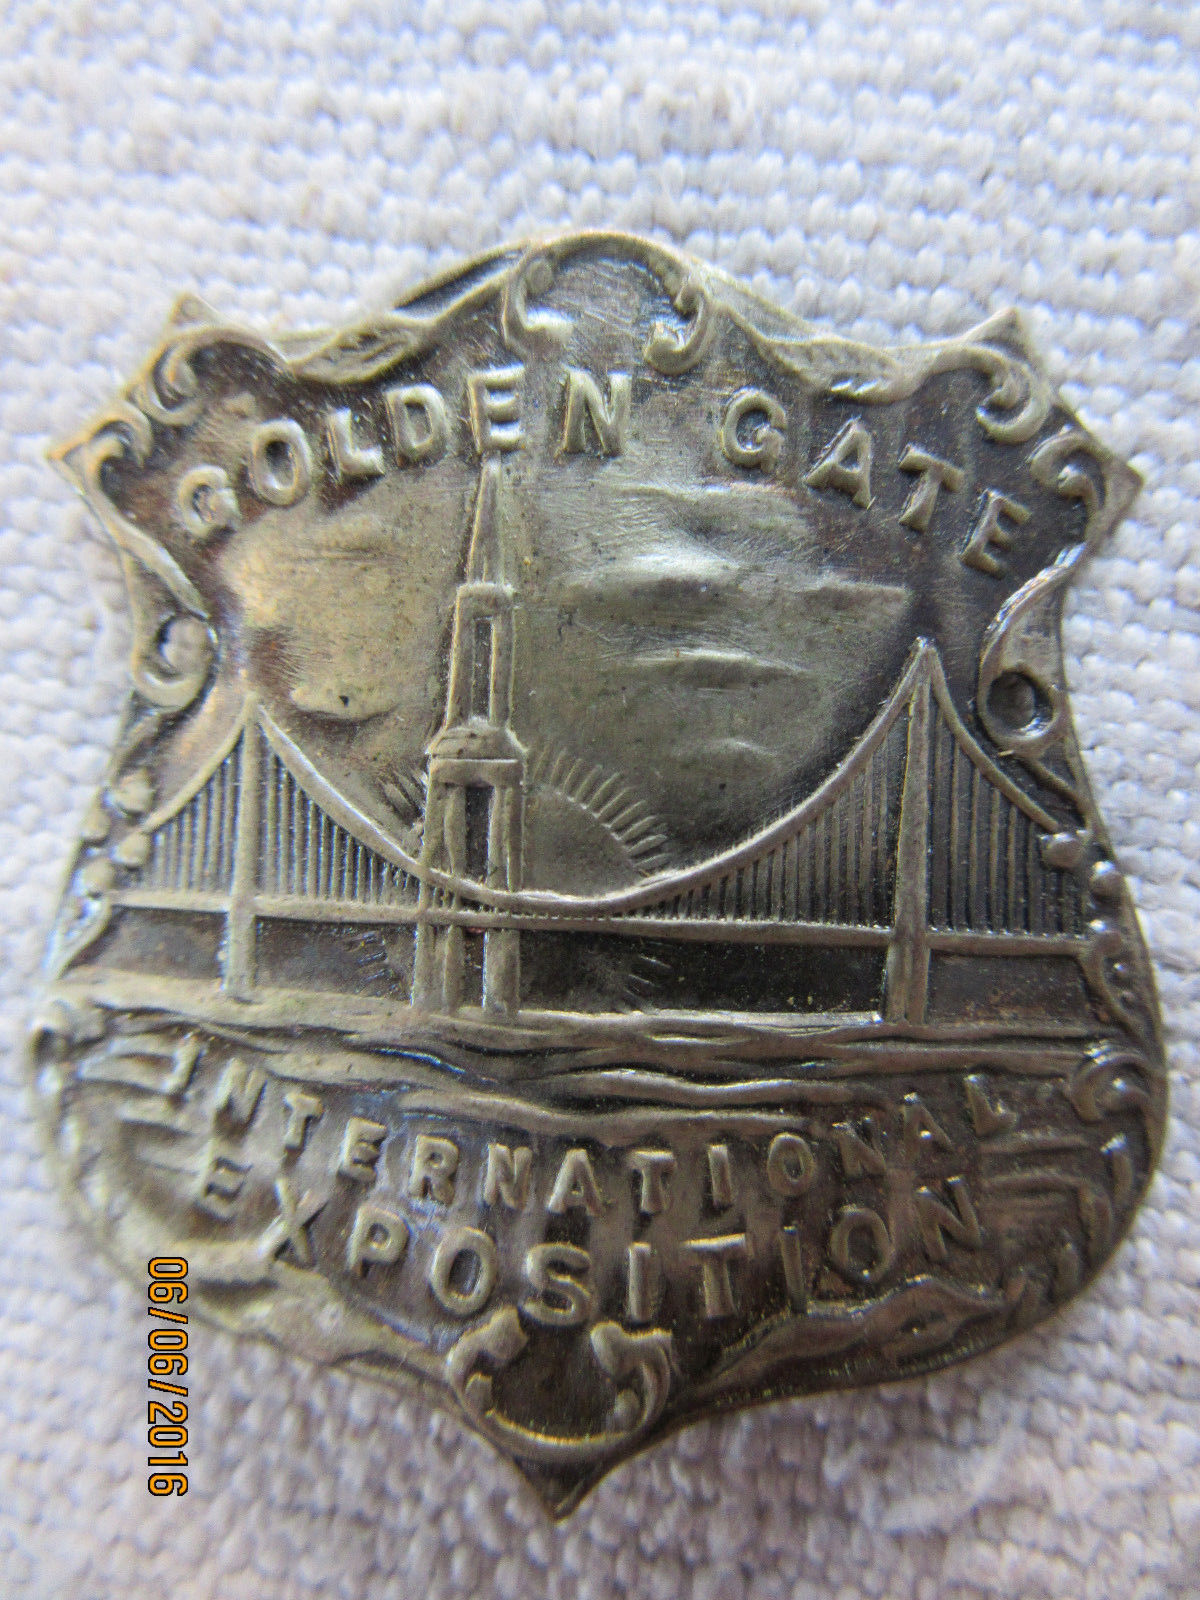 GOLDEN GATE
INTERNATIONAL
EXPOSITION
06/06/2016